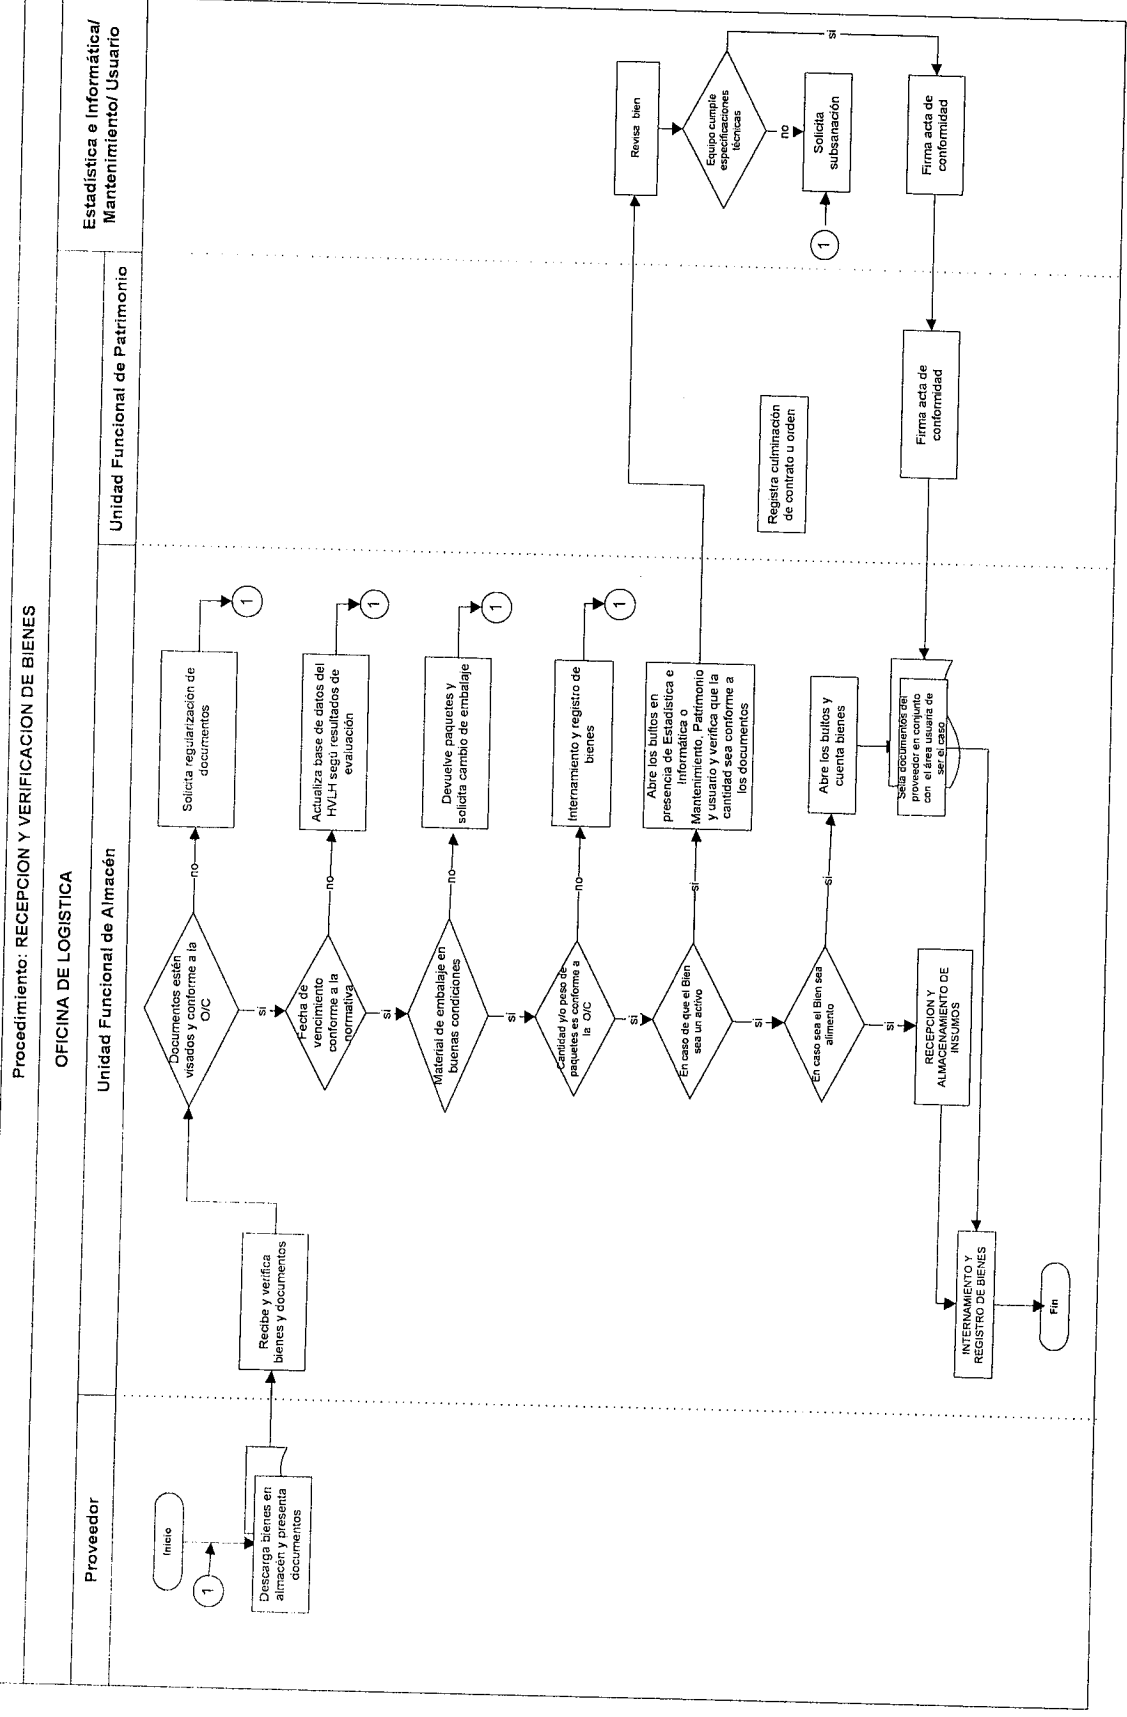 Procedimiento: RECEPCION Y VERIFICACION DE BIENES
OFICINA DE LOGISTICA
Proveedor
Unidad Funcional de Almacén
Unidad Funcional de Patrimonio
Estadística e Informática/
Mantenimiento/ Usuario
Inicio
1
Descarga bienes en
almacén y presenta
documentos
Recibe y verifica
bienes y documentos
Documentos estén
visados y conforme a la
O/C
no
Solicita regularización de
documentos
1
si
Fecha de
vencimiento
conforme a la
normativa
no
Actualiza base de datos del
HVLH segú resultados de
evaluación
1
si
Material de embalaje en
buenas condiciones
no
Devuelve paquetes y
solicita cambio de embalaje
1
si
Cantidad y/o peso de
paquetes es conforme a
la O/C
no
Internamiento y registro de
bienes
1
si
En caso de que el Bien
sea un activo
si
Abre los bultos en
presencia de Estadística e
Informática o
Mantenimiento, Patrimonio
y usuario y verifica que la
cantidad sea conforme a
los documentos
Revisa bien
Equipo cumple
especificaciones
técnicas
si
no
Solicita
subsanación
1
si
En caso sea el Bien sea
alimento
si
Abre los bultos y
cuenta bienes
Registra culminación
de contrato u orden
Firma acta de
conformidad
Firma acta de
conformidad
Sella documentos del
proveedor en conjunto
con el área usuaria de
ser el caso
si
RECEPCION Y
ALMACENAMIENTO DE
INSUMOS
INTERNAMIENTO Y
REGISTRO DE BIENES
Fin